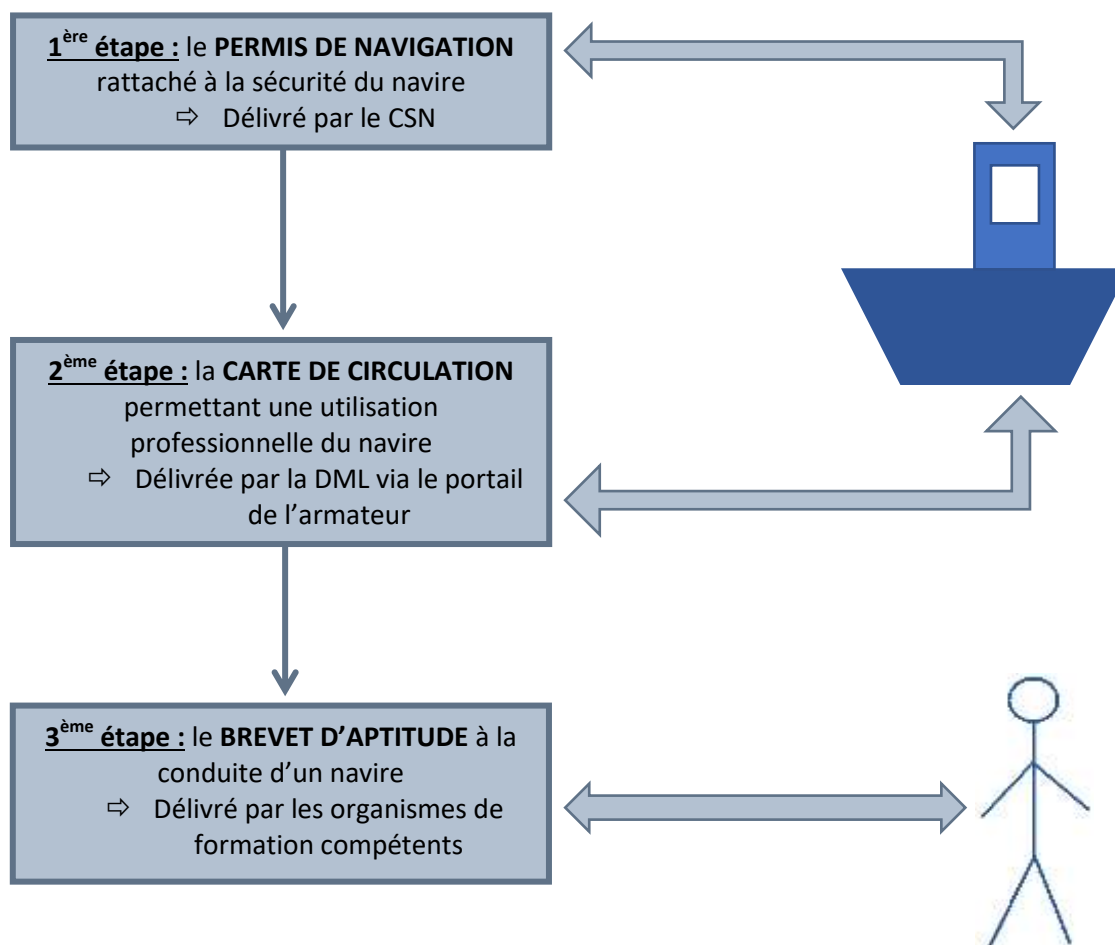 1ère étape : le PERMIS DE NAVIGATION
rattaché à la sécurité du navire
⇨ Délivré par le CSN
2ème étape : la CARTE DE CIRCULATION
permettant une utilisation
professionnelle du navire
⇨ Délivrée par la DML via le portail
de l’armateur
3ème étape : le BREVET D’APTITUDE à la
conduite d’un navire
⇨ Délivré par les organismes de
formation compétents